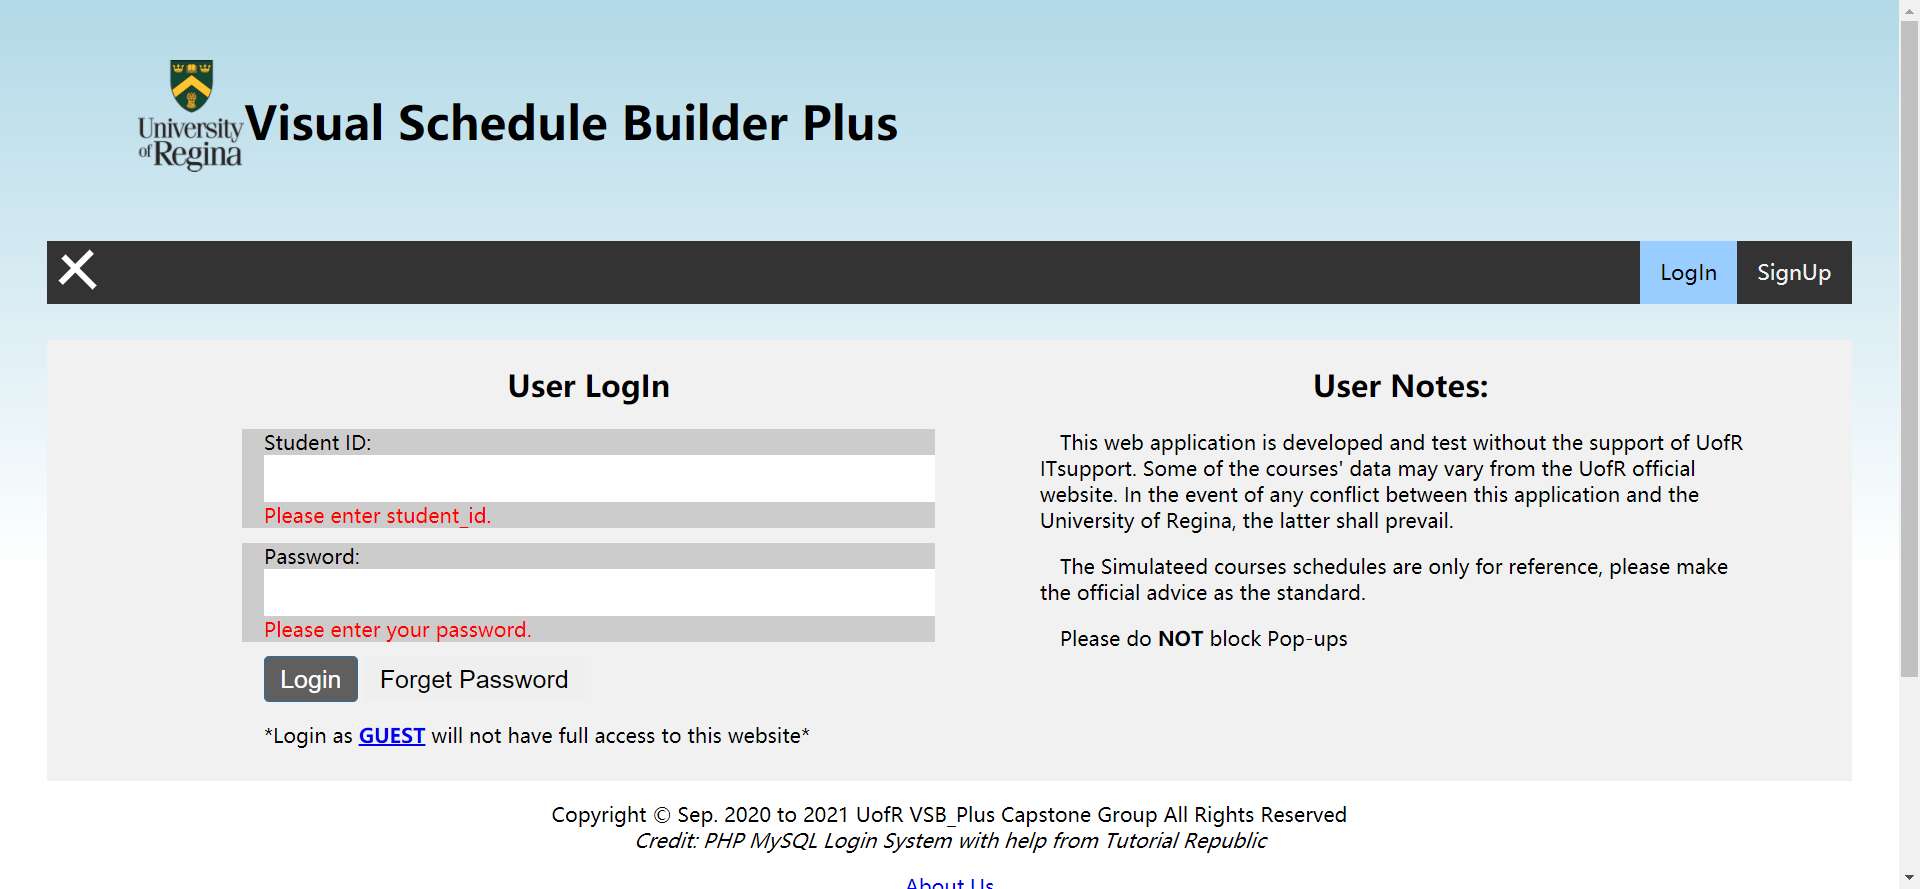 University
of Regina
Visual Schedule Builder Plus
LogIn
SignUp
User LogIn
Student ID:
Please enter student_id.
Password:
Please enter your password.
Login
Forget Password
*Login as GUEST will not have full access to this website*
User Notes:
This web application is developed and test without the support of UofR
ITsupport. Some of the courses' data may vary from the UofR official
website. In the event of any conflict between this application and the
University of Regina, the latter shall prevail.
The Simulateed courses schedules are only for reference, please make
the official advice as the standard.
Please do NOT block Pop-ups
Copyright © Sep. 2020 to 2021 UofR VSB_Plus Capstone Group All Rights Reserved
Credit: PHP MySQL Login System with help from Tutorial Republic
About Us